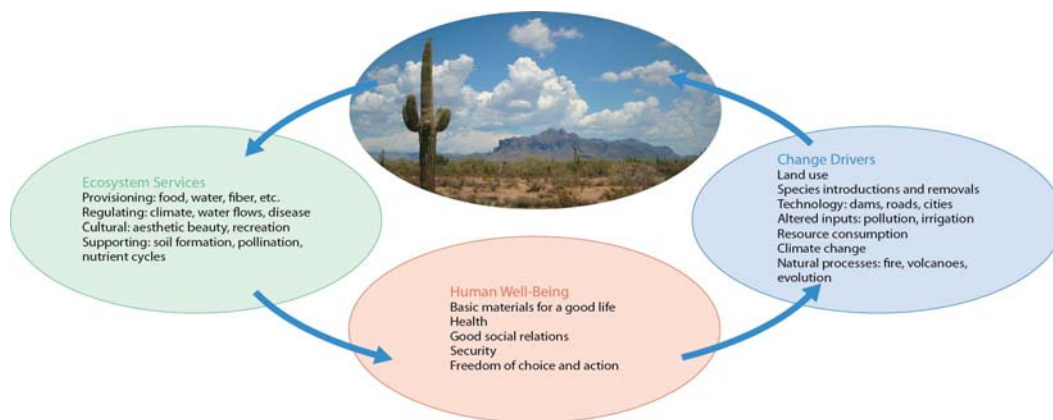 Ecosystem Services
Provisioning: food, water, fiber, etc.
Regulating: climate, water flows, disease
Cultural: aesthetic beauty, recreation
Supporting: soil formation, pollination,
nutrient cycles
Human Well-Being
Basic materials for a good life
Health
Good social relations
Security
Freedom of choice and action
Change Drivers
Land use
Species introductions and removals
Technology: dams, roads, cities
Altered inputs: pollution, irrigation
Resource consumption
Climate change
Natural processes: fire, volcanoes,
evolution